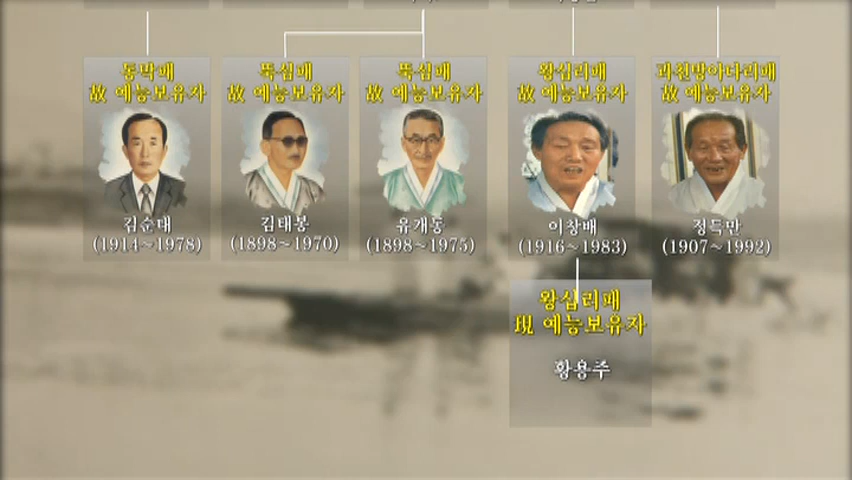 동막패
故 예능보유자
김순태
(1914~1978)
뚝섬패
故 예능보유자
김태봉
(1898~1970)
뚝섬패
故 예능보유자
유개동
(1898~1975)
왕십리패
故 예능보유자
이창배
(1916~1983)
과천방아다리패
故 예능보유자
정득만
(1907~1992)
왕십리패
現 예능보유자
황용주